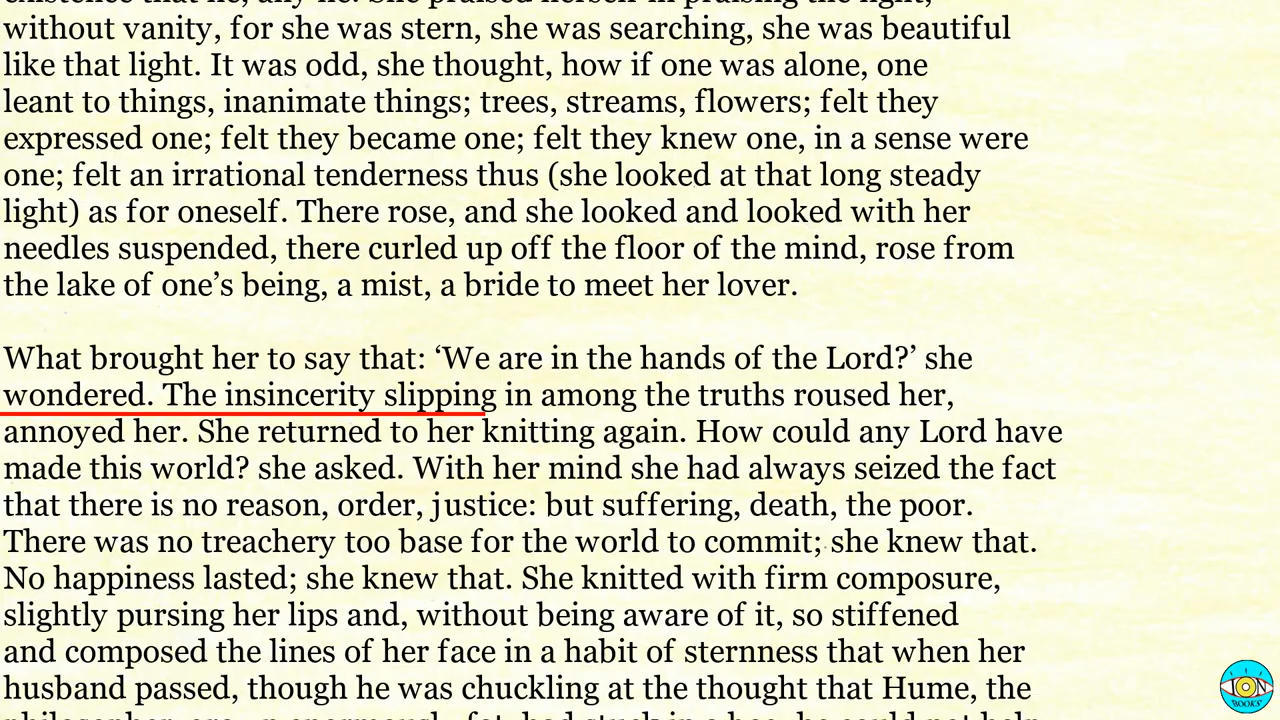 without vanity, for she was stern, she was searching, she was beautiful
like that light. It was odd, she thought, how if one was alone, one
leant to things, inanimate things; trees, streams, flowers; felt they
expressed one; felt they became one; felt they knew one, in a sense were
one; felt an irrational tenderness thus (she looked at that long steady
light) as for oneself. There rose, and she looked and looked with her
needles suspended, there curled up off the floor of the mind, rose from
the lake of one’s being, a mist, a bride to meet her lover.
What brought her to say that: ‘We are in the hands of the Lord?’ she
wondered. The insincerity slipping in among the truths roused her,
annoyed her. She returned to her knitting again. How could any Lord have
made this world? she asked. With her mind she had always seized the fact
that there is no reason, order, justice: but suffering, death, the poor.
There was no treachery too base for the world to commit; she knew that.
No happiness lasted; she knew that. She knitted with firm composure,
slightly pursing her lips and, without being aware of it, so stiffened
and composed the lines of her face in a habit of sternness that when her
husband passed, though he was chuckling at the thought that Hume, the
ION
BOOKS